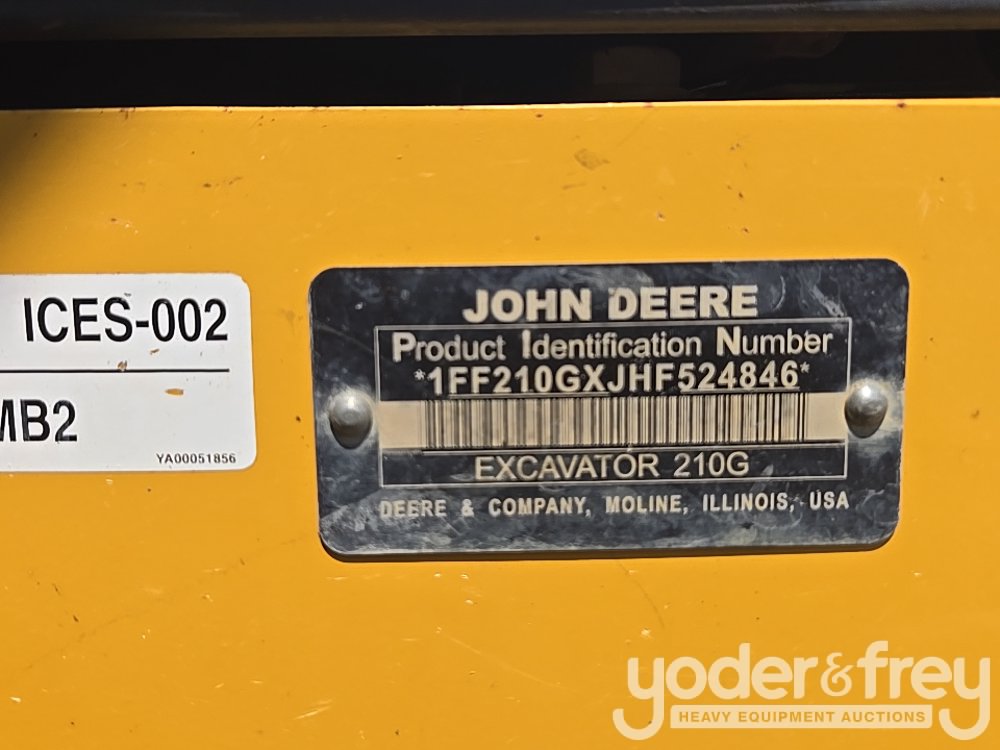 ICES-002
MB2
YA00051856
JOHN DEERE
Product Identification Number
*1FF210GXJHF524846*
EXCAVATOR 210G
DEERE & COMPANY, MOLINE, ILLINOIS, USA
yoder&frey
HEAVY EQUIPMENT AUCTIONS